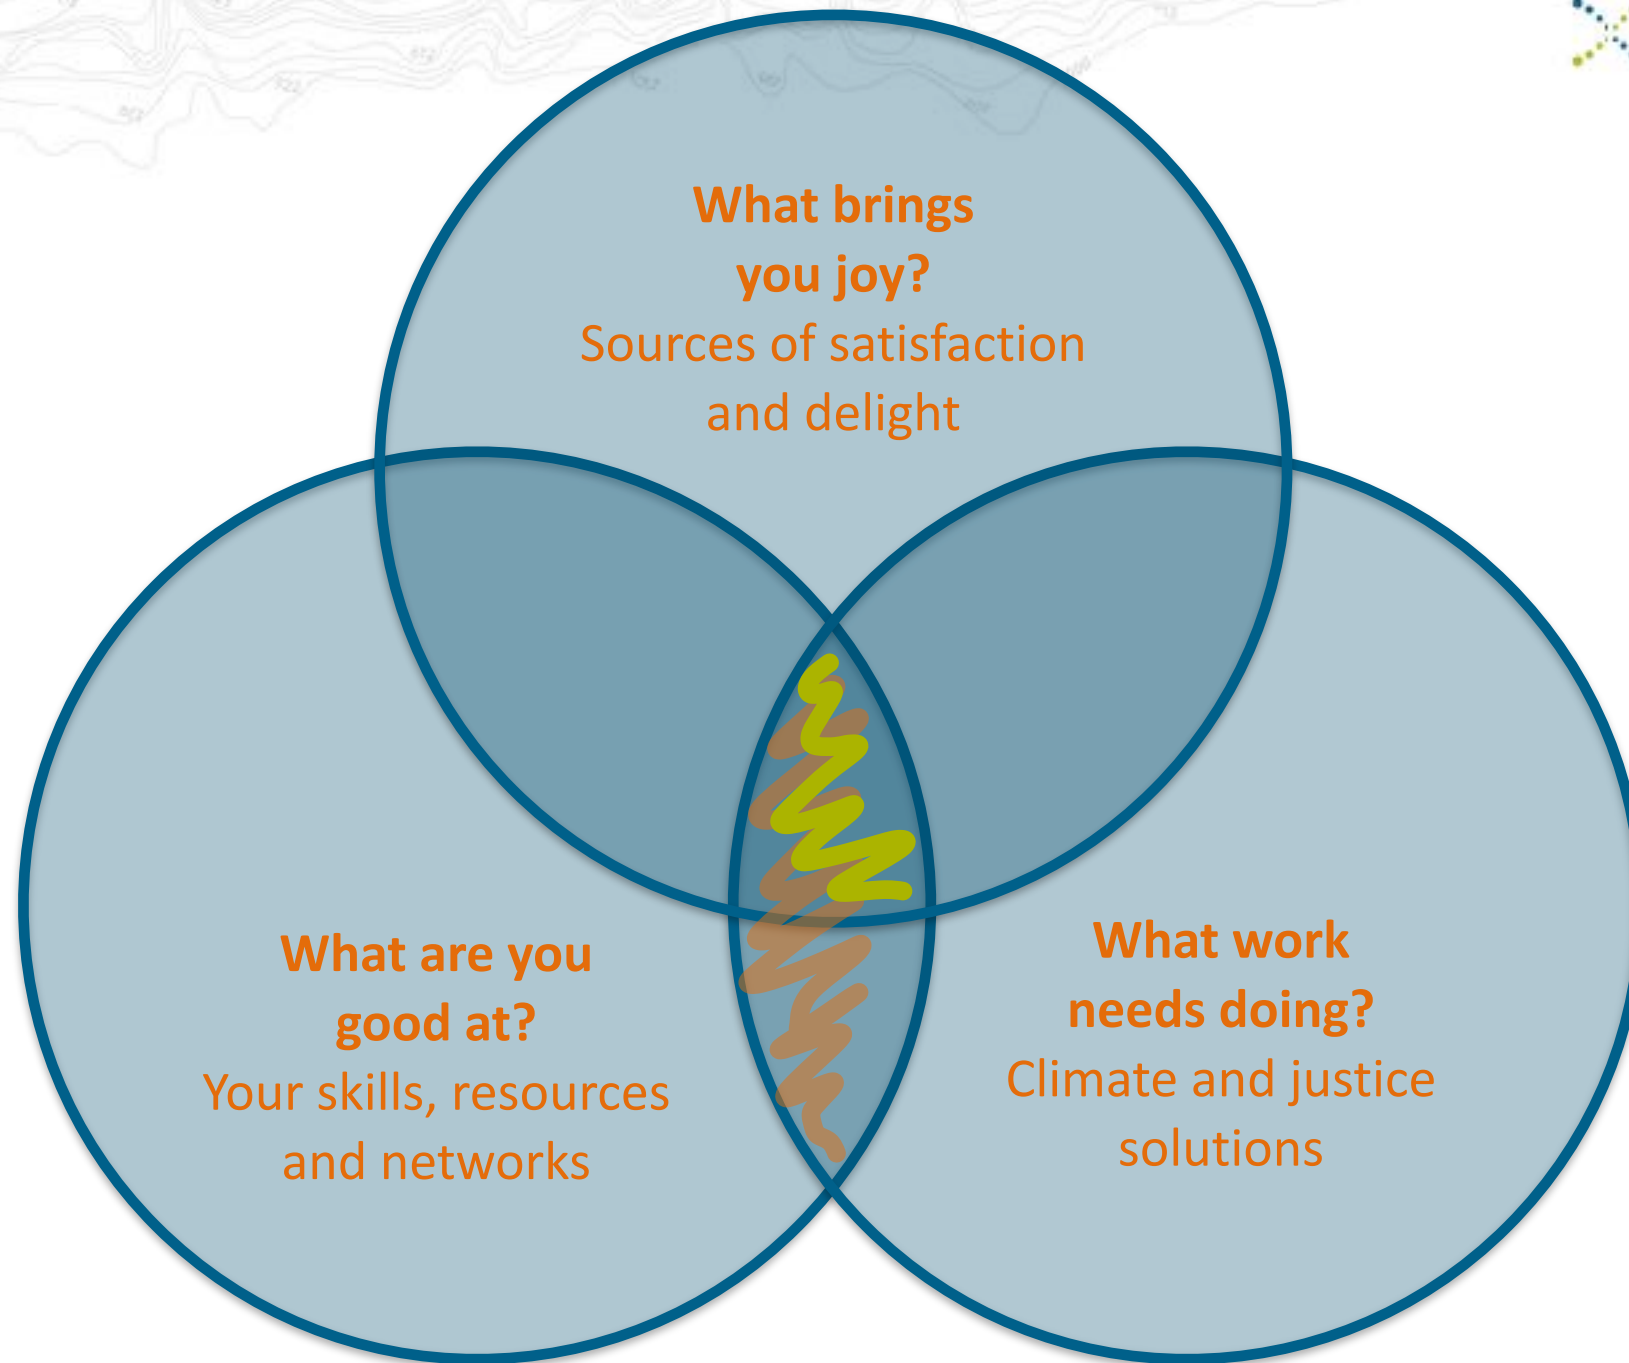 What brings
you joy?
Sources of satisfaction
and delight
What are you
good at?
Your skills, resources
and networks
What work
needs doing?
Climate and justice
solutions